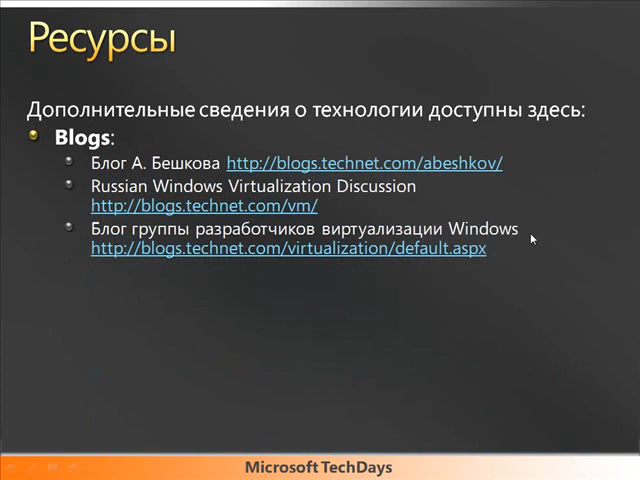 Ресурсы
Дополнительные сведения о технологии доступны здесь:
Blogs:
Блог А. Бешкова http://blogs.technet.com/abeshkov/
Russian Windows Virtualization Discussion
http://blogs.technet.com/vm/
Блог группы разработчиков виртуализации Windows
http://blogs.technet.com/virtualization/default.aspx
Microsoft TechDays